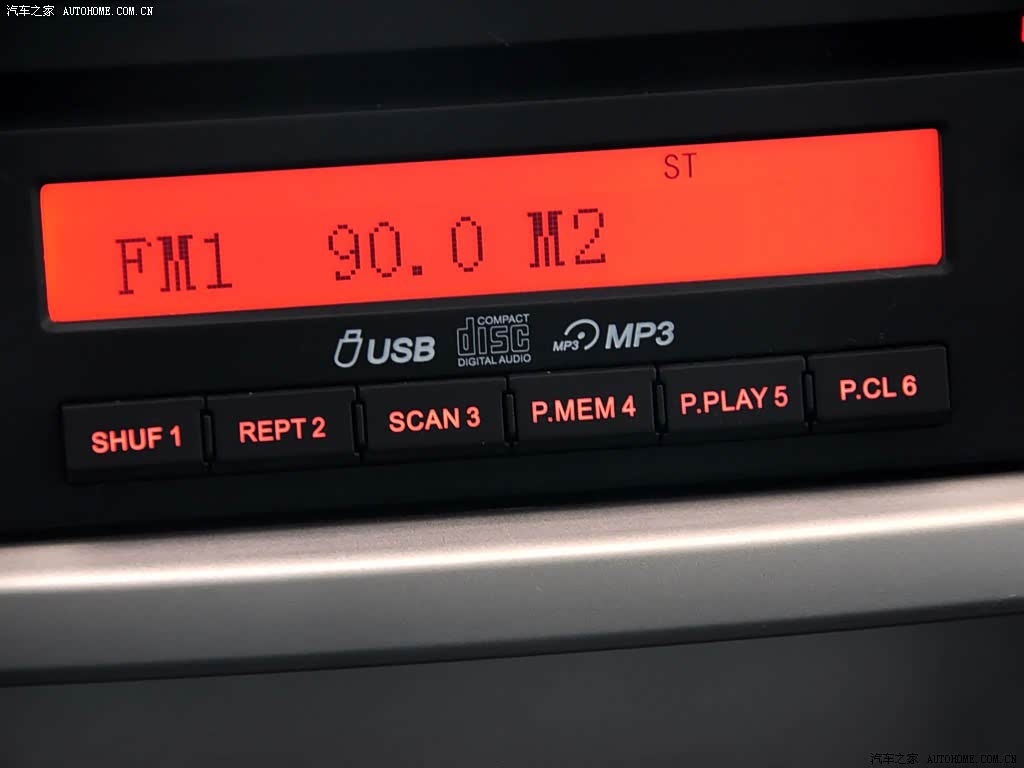 汽车之家 AUTOHOME.COM.CN
ST
FM1 90.0 M2
USB COMPACT disc DIGITAL AUDIO MP3 MP3
SHUF 1 REPT 2 SCAN 3 P.MEM 4 P.PLAY 5 P.CL 6
汽车之家 AUTOHOME.COM.CN